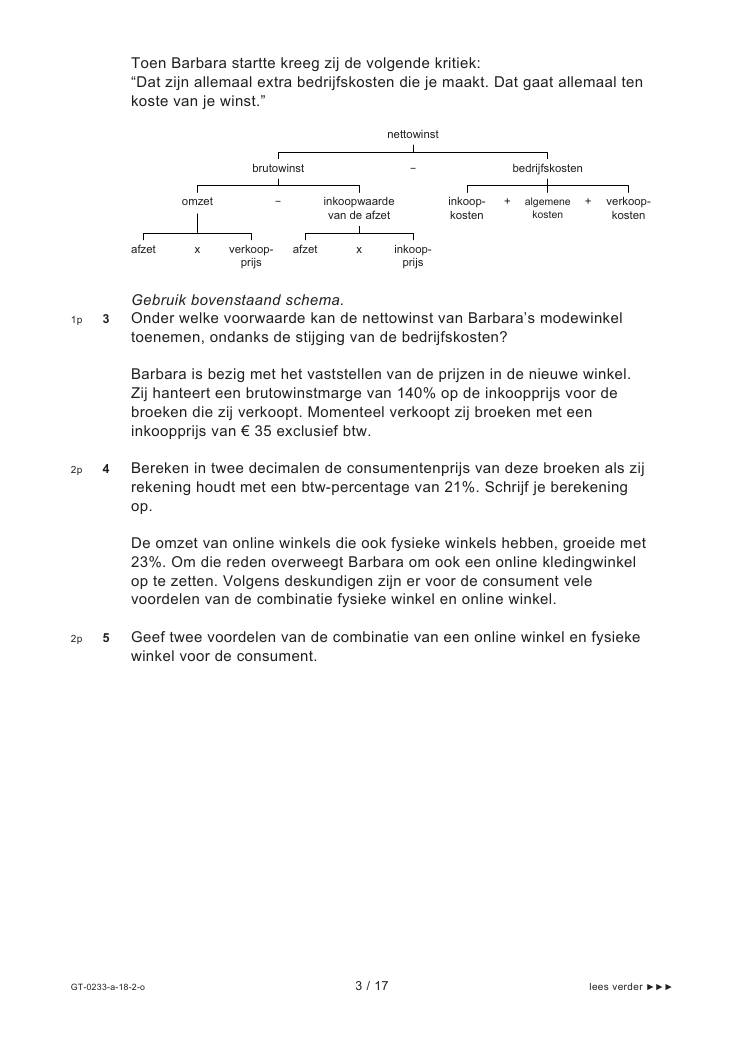 Toen Barbara startte kreeg zij de volgende kritiek:
“Dat zijn allemaal extra bedrijfskosten die je maakt. Dat gaat allemaal ten
koste van je winst.”
nettowinst
brutowinst – bedrijfskosten
omzet – inkoopwaarde inkoop- + algemene + verkoop-
van de afzet kosten kosten kosten
afzet x verkoop- afzet x inkoop-
prijs prijs
Gebruik bovenstaand schema.
1p 3 Onder welke voorwaarde kan de nettowinst van Barbara’s modewinkel
toenemen, ondanks de stijging van de bedrijfskosten?
Barbara is bezig met het vaststellen van de prijzen in de nieuwe winkel.
Zij hanteert een brutowinstmarge van 140% op de inkoopprijs voor de
broeken die zij verkoopt. Momenteel verkoopt zij broeken met een
inkoopprijs van € 35 exclusief btw.
2p 4 Bereken in twee decimalen de consumentenprijs van deze broeken als zij
rekening houdt met een btw-percentage van 21%. Schrijf je berekening
op.
De omzet van online winkels die ook fysieke winkels hebben, groeide met
23%. Om die reden overweegt Barbara om ook een online kledingwinkel
op te zetten. Volgens deskundigen zijn er voor de consument vele
voordelen van de combinatie fysieke winkel en online winkel.
2p 5 Geef twee voordelen van de combinatie van een online winkel en fysieke
winkel voor de consument.
GT-0233-a-18-2-o 3 / 17 lees verder ►►►